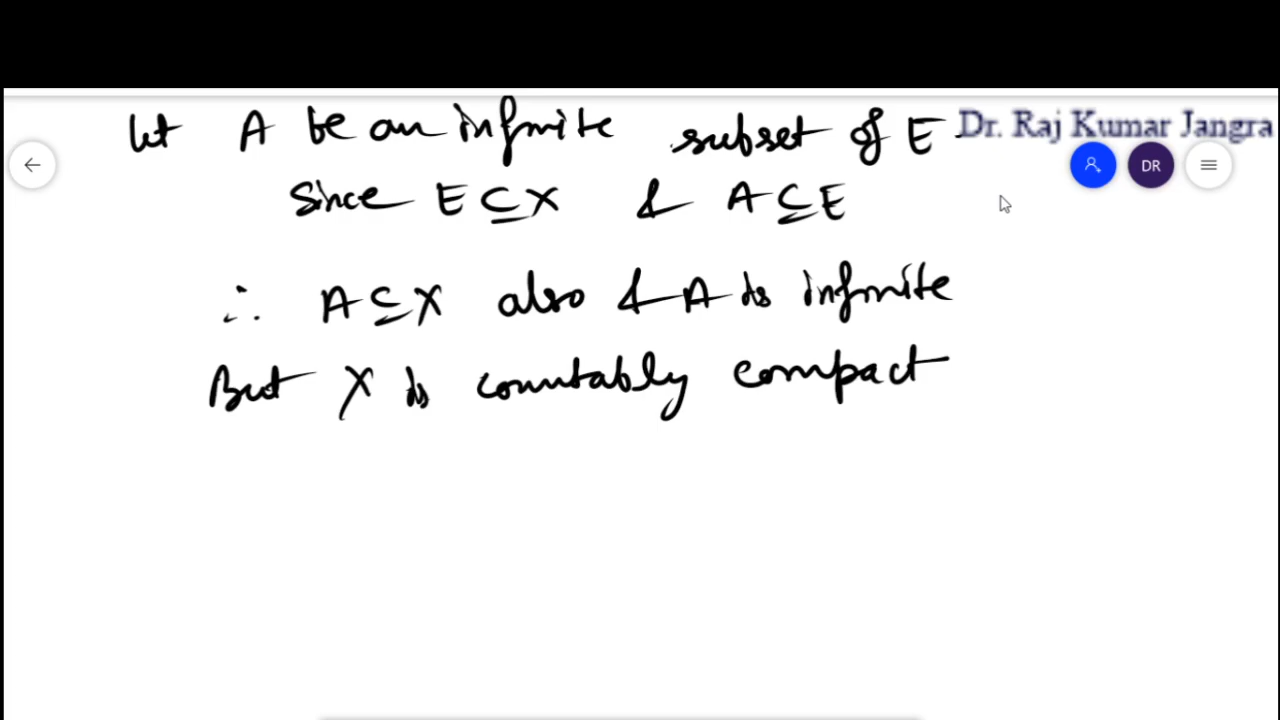 let A be an infinite subset of E
Dr. Raj Kumar Jangra
DR
Since E ⊆ X & A ⊆ E
∴ A ⊆ X also & A is infinite
But X is countably compact